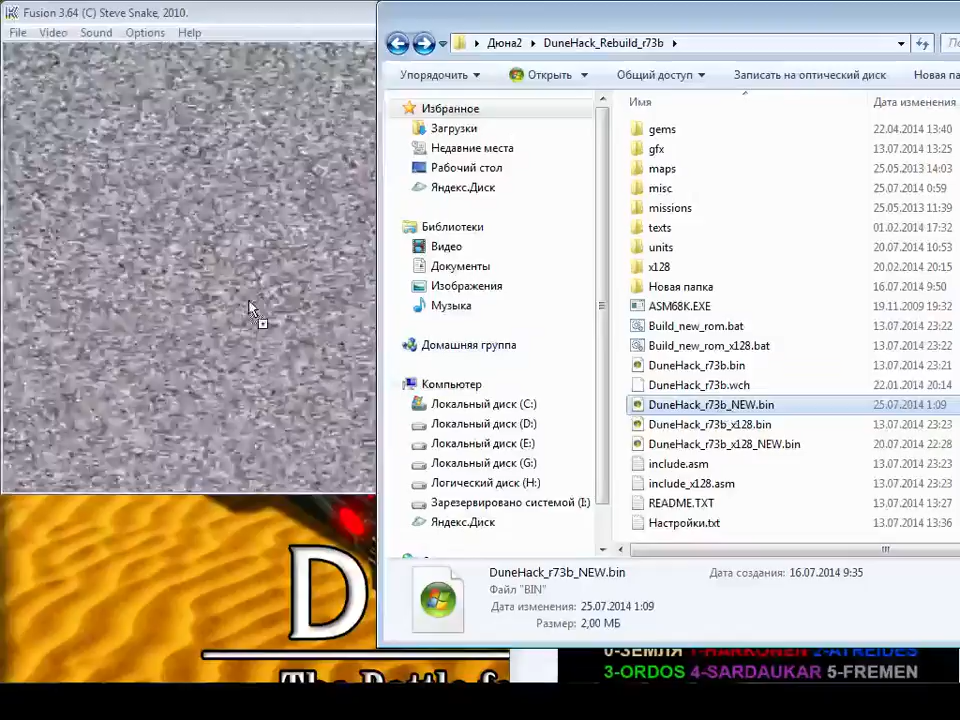 Fusion 3.64 (C) Steve Snake, 2010.
File Video Sound Options Help
Дюна2 DuneHack_Rebuild_r73b
Упорядочить Открыть Общий доступ Записать на оптический диск Новая па
Избранное
Загрузки
Недавние места
Рабочий стол
Яндекс.Диск
Библиотеки
Видео
Документы
Изображения
Музыка
Домашняя группа
Компьютер
Локальный диск (C:)
Локальный диск (D:)
Локальный диск (E:)
Локальный диск (G:)
Логический диск (H:)
Зарезервировано системой (I:)
Яндекс.Диск
Имя Дата изменения
gems 22.04.2014 13:40
gfx 13.07.2014 13:25
maps 25.05.2013 14:03
misc 25.07.2014 0:59
missions 25.05.2013 11:39
texts 01.02.2014 17:32
units 20.07.2014 10:53
x128 20.02.2014 20:15
Новая папка 16.07.2014 9:50
ASM68K.EXE 19.11.2009 19:32
Build_new_rom.bat 13.07.2014 23:22
Build_new_rom_x128.bat 13.07.2014 23:22
DuneHack_r73b.bin 13.07.2014 23:21
DuneHack_r73b.wch 22.01.2014 20:14
DuneHack_r73b_NEW.bin 25.07.2014 1:09
DuneHack_r73b_x128.bin 13.07.2014 23:23
DuneHack_r73b_x128_NEW.bin 20.07.2014 22:28
include.asm 13.07.2014 23:23
include_x128.asm 13.07.2014 23:23
README.TXT 13.07.2014 13:27
Настройки.txt 13.07.2014 13:36
DuneHack_r73b_NEW.bin Дата создания: 16.07.2014 9:35
Файл "BIN"
Дата изменения: 25.07.2014 1:09
Размер: 2,00 МБ
D
The Battle f
0-ЗЕМЛЯ 1-HARKONEN 2-ATREIDES
3-ORDOS 4-SARDAUKAR 5-FREMEN